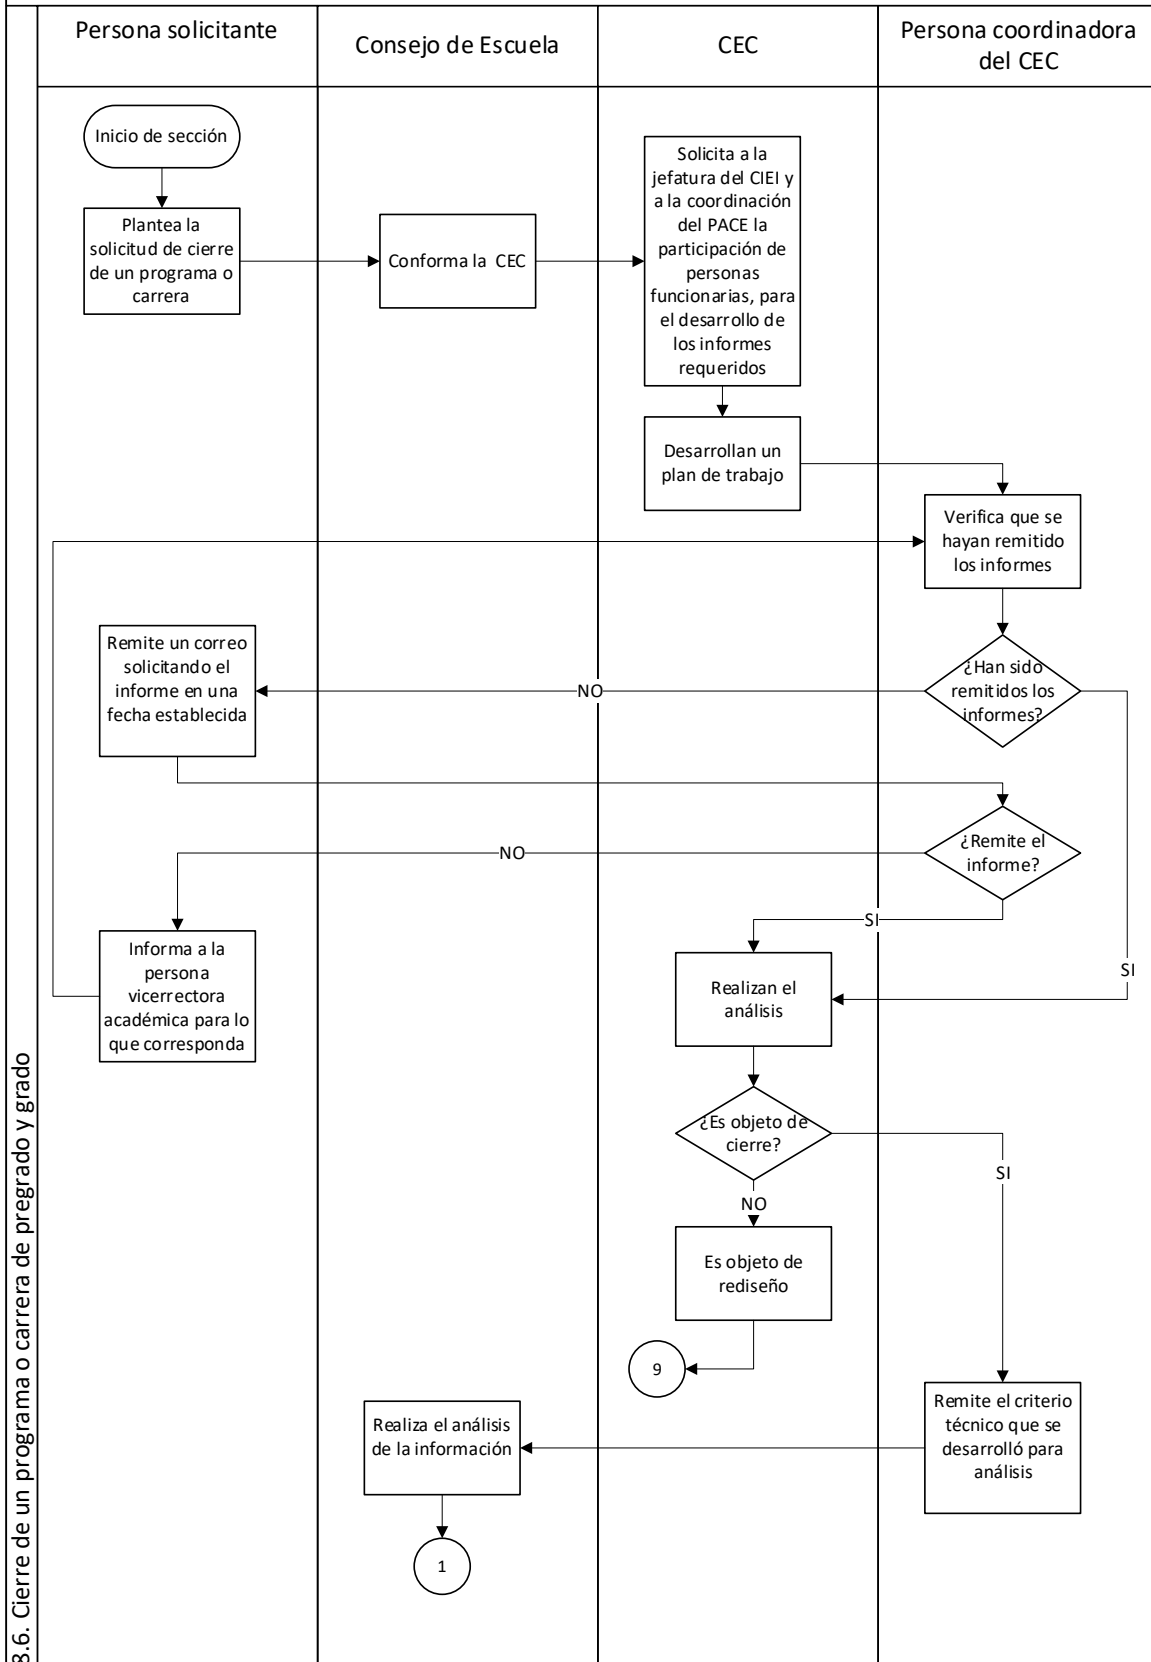 Persona solicitante
Consejo de Escuela
CEC
Persona coordinadora
del CEC
Inicio de sección
Plantea la
solicitud de cierre
de un programa o
carrera
Conforma la CEC
Solicita a la
jefatura del CIEI y
a la coordinación
del PACE la
participación de
personas
funcionarias, para
el desarrollo de
los informes
requeridos
Desarrollan un
plan de trabajo
Verifica que se
hayan remitido
los informes
¿Han sido
remitidos los
informes?
NO
Remite un correo
solicitando el
informe en una
fecha establecida
¿Remite el
informe?
NO
SI
SI
Informa a la
persona
vicerrectora
académica para lo
que corresponda
Realizan el
análisis
¿Es objeto de
cierre?
SI
NO
Es objeto de
rediseño
9
Remite el criterio
técnico que se
desarrolló para
análisis
Realiza el análisis
de la información
1
8.6. Cierre de un programa o carrera de pregrado y grado